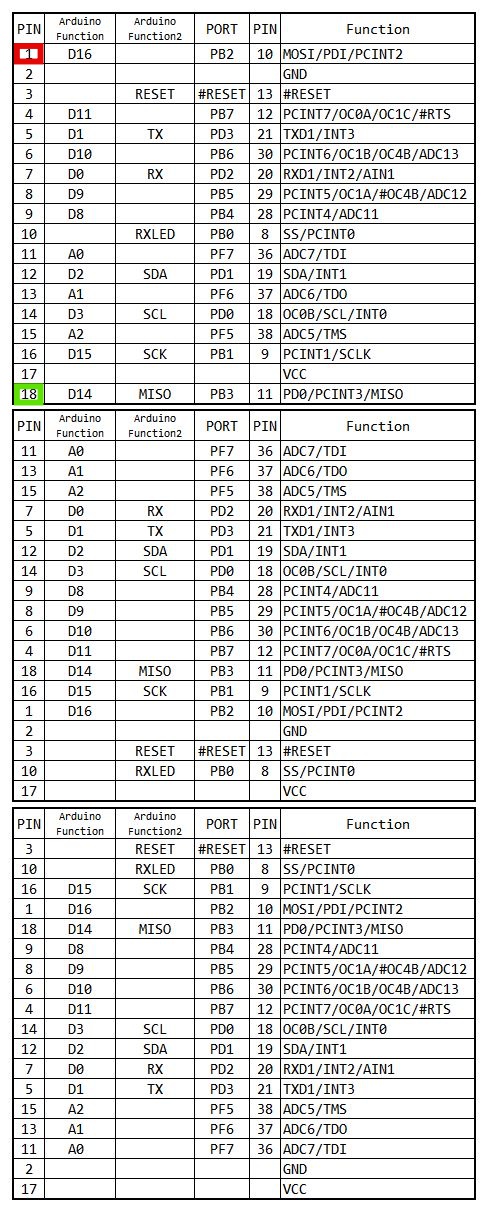 PIN Arduino Function Arduino Function2 PORT PIN Function
1 D16 PB2 10 MOSI/PDI/PCINT2
2 GND
3 RESET #RESET 13 #RESET
4 D11 PB7 12 PCINT7/OC0A/OC1C/#RTS
5 D1 TX PD3 21 TXD1/INT3
6 D10 PB6 30 PCINT6/OC1B/OC4B/ADC13
7 D0 RX PD2 20 RXD1/INT2/AIN1
8 D9 PB5 29 PCINT5/OC1A/#OC4B/ADC12
9 D8 PB4 28 PCINT4/ADC11
10 RXLED PB0 8 SS/PCINT0
11 A0 PF7 36 ADC7/TDI
12 D2 SDA PD1 19 SDA/INT1
13 A1 PF6 37 ADC6/TDO
14 D3 SCL PD0 18 OC0B/SCL/INT0
15 A2 PF5 38 ADC5/TMS
16 D15 SCK PB1 9 PCINT1/SCLK
17 VCC
18 D14 MISO PB3 11 PD0/PCINT3/MISO
PIN Arduino Function Arduino Function2 PORT PIN Function
11 A0 PF7 36 ADC7/TDI
13 A1 PF6 37 ADC6/TDO
15 A2 PF5 38 ADC5/TMS
7 D0 RX PD2 20 RXD1/INT2/AIN1
5 D1 TX PD3 21 TXD1/INT3
12 D2 SDA PD1 19 SDA/INT1
14 D3 SCL PD0 18 OC0B/SCL/INT0
9 D8 PB4 28 PCINT4/ADC11
8 D9 PB5 29 PCINT5/OC1A/#OC4B/ADC12
6 D10 PB6 30 PCINT6/OC1B/OC4B/ADC13
4 D11 PB7 12 PCINT7/OC0A/OC1C/#RTS
18 D14 MISO PB3 11 PD0/PCINT3/MISO
16 D15 SCK PB1 9 PCINT1/SCLK
1 D16 PB2 10 MOSI/PDI/PCINT2
2 GND
3 RESET #RESET 13 #RESET
10 RXLED PB0 8 SS/PCINT0
17 VCC
PIN Arduino Function Arduino Function2 PORT PIN Function
3 RESET #RESET 13 #RESET
10 RXLED PB0 8 SS/PCINT0
16 D15 SCK PB1 9 PCINT1/SCLK
1 D16 PB2 10 MOSI/PDI/PCINT2
18 D14 MISO PB3 11 PD0/PCINT3/MISO
9 D8 PB4 28 PCINT4/ADC11
8 D9 PB5 29 PCINT5/OC1A/#OC4B/ADC12
6 D10 PB6 30 PCINT6/OC1B/OC4B/ADC13
4 D11 PB7 12 PCINT7/OC0A/OC1C/#RTS
14 D3 SCL PD0 18 OC0B/SCL/INT0
12 D2 SDA PD1 19 SDA/INT1
7 D0 RX PD2 20 RXD1/INT2/AIN1
5 D1 TX PD3 21 TXD1/INT3
15 A2 PF5 38 ADC5/TMS
13 A1 PF6 37 ADC6/TDO
11 A0 PF7 36 ADC7/TDI
2 GND
17 VCC